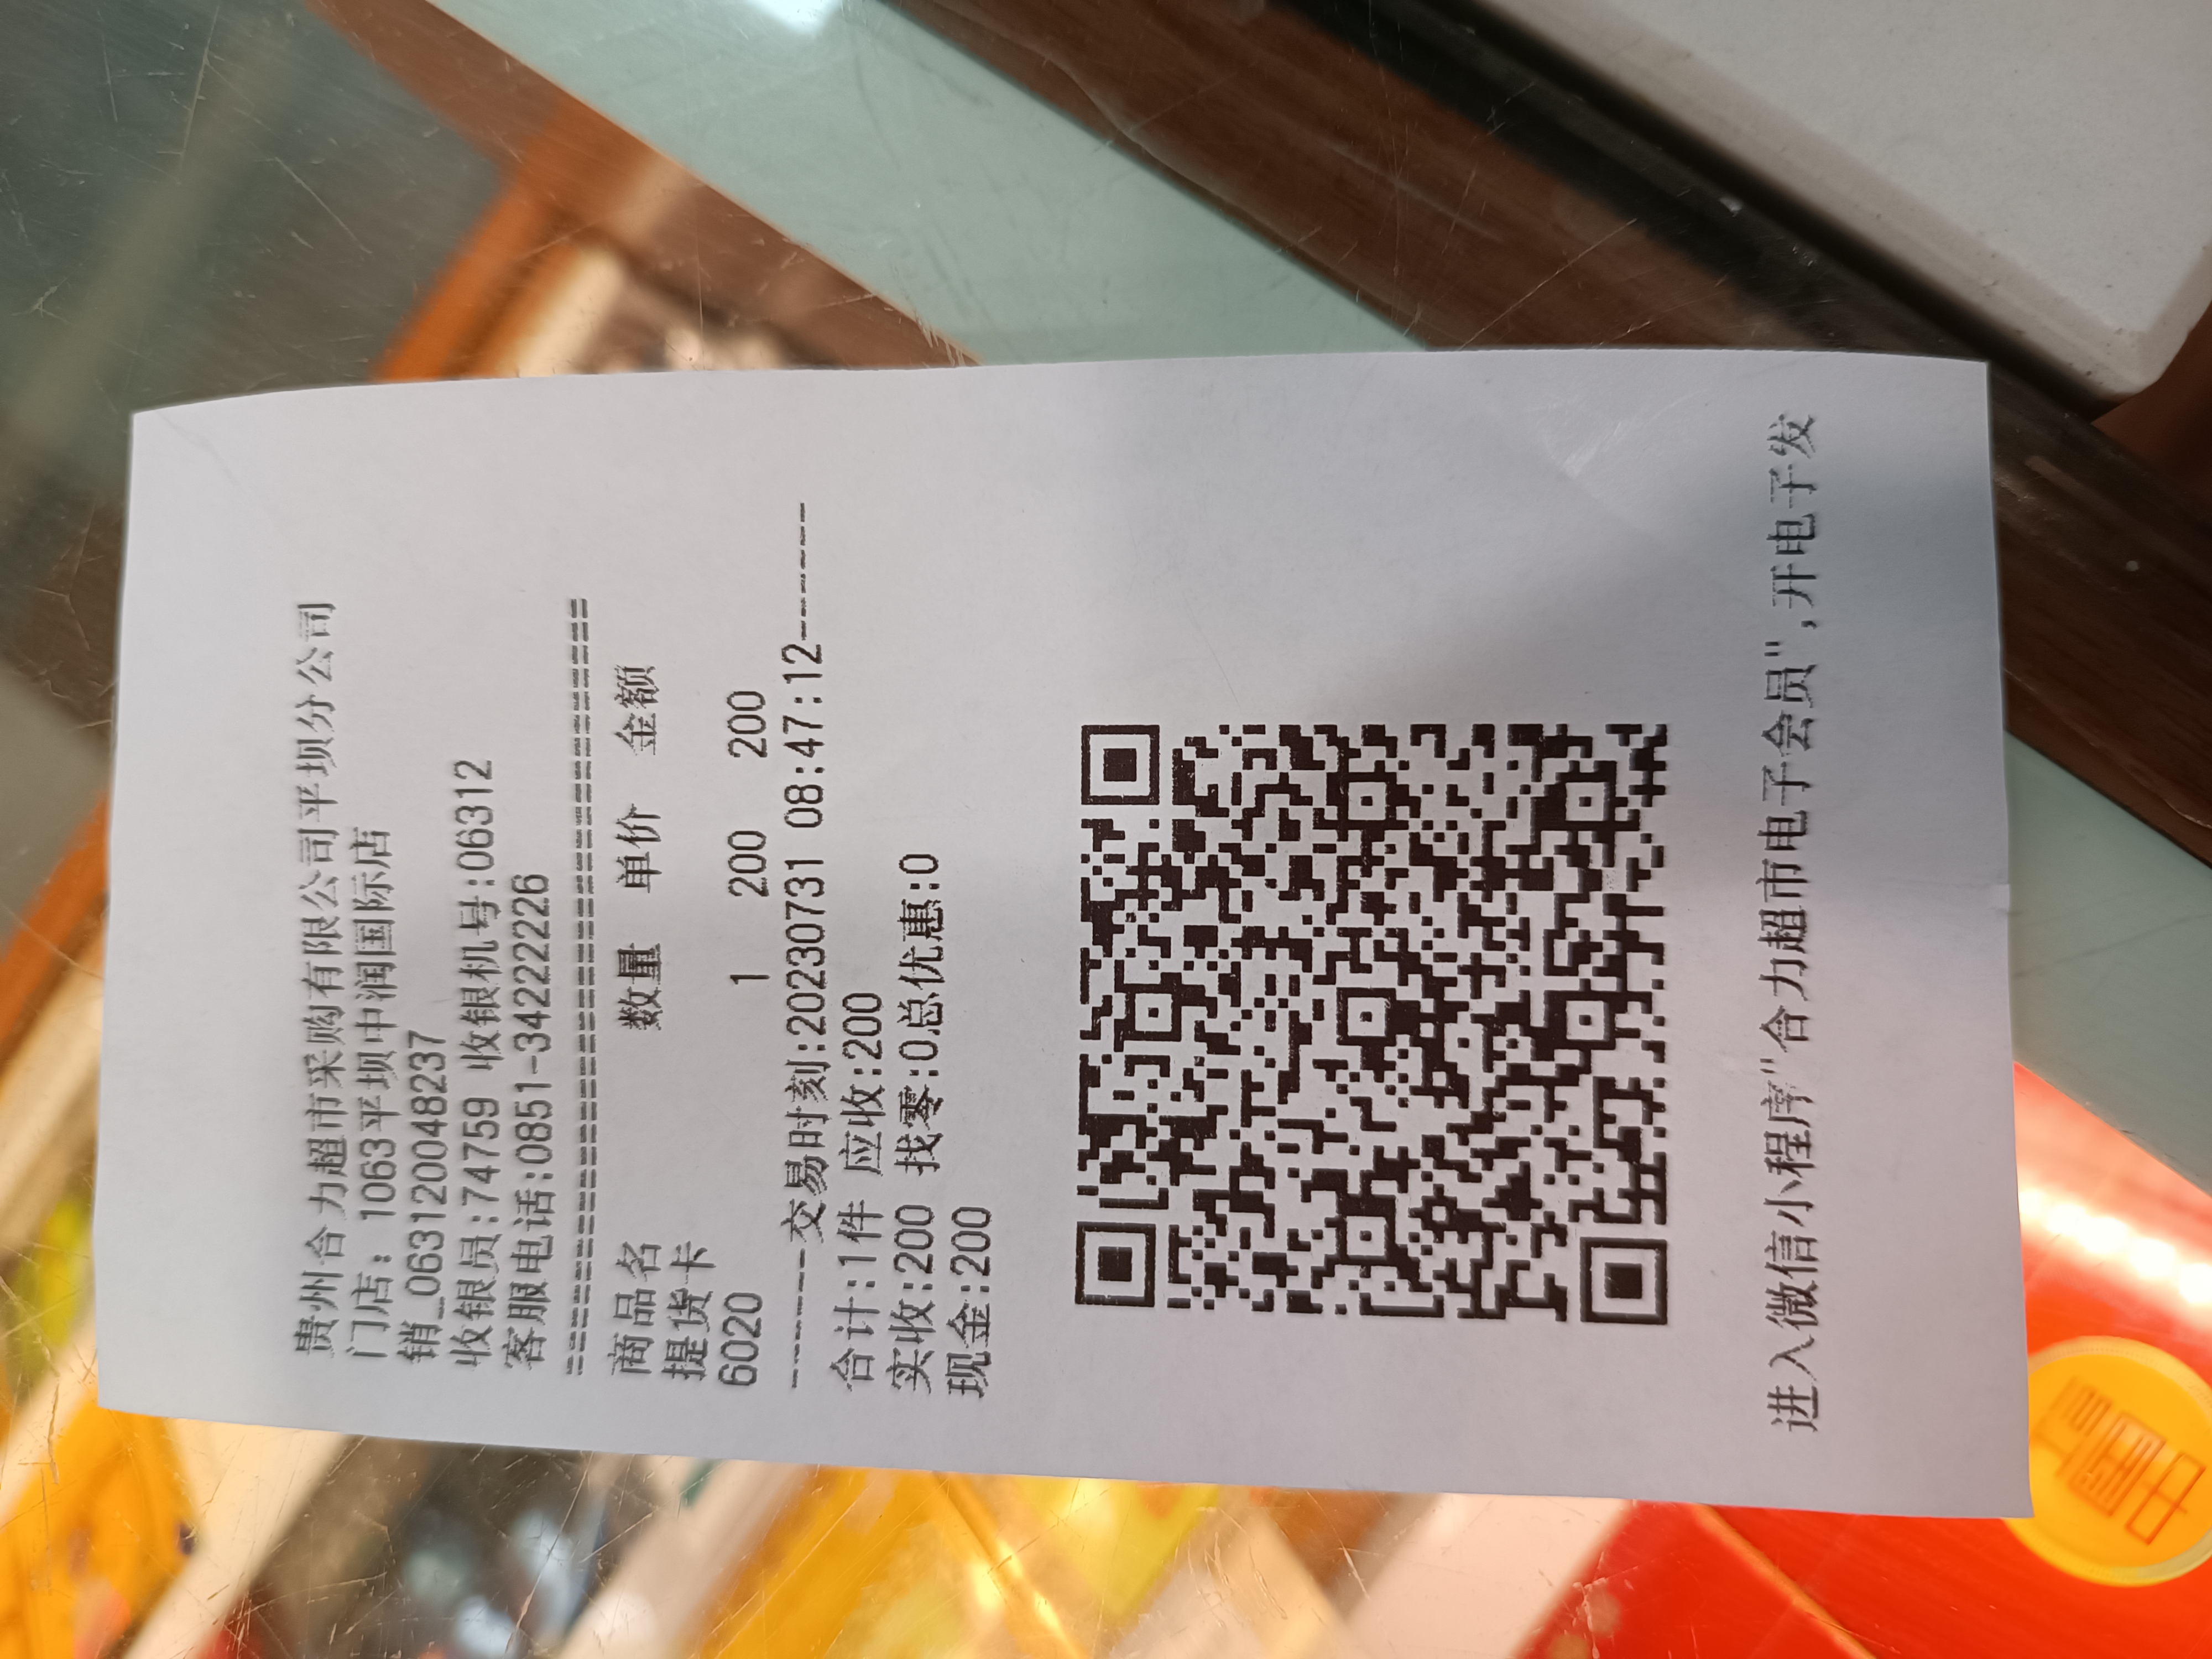 贵州合力超市采购有限公司平坝分公司
门店: 1063平坝中润国际店
销_063120048237
收银员:74759 收银机号:06312
客服电话:0851-34222226
==========================================
商品名 数量 单价 金额
提货卡
6020 1 200 200
-------交易时刻:20230731 08:47:12-------
合计:1件 应收:200
实收:200 找零:0总优惠:0
现金:200
进入微信小程序"合力超市电子会员",开电子发